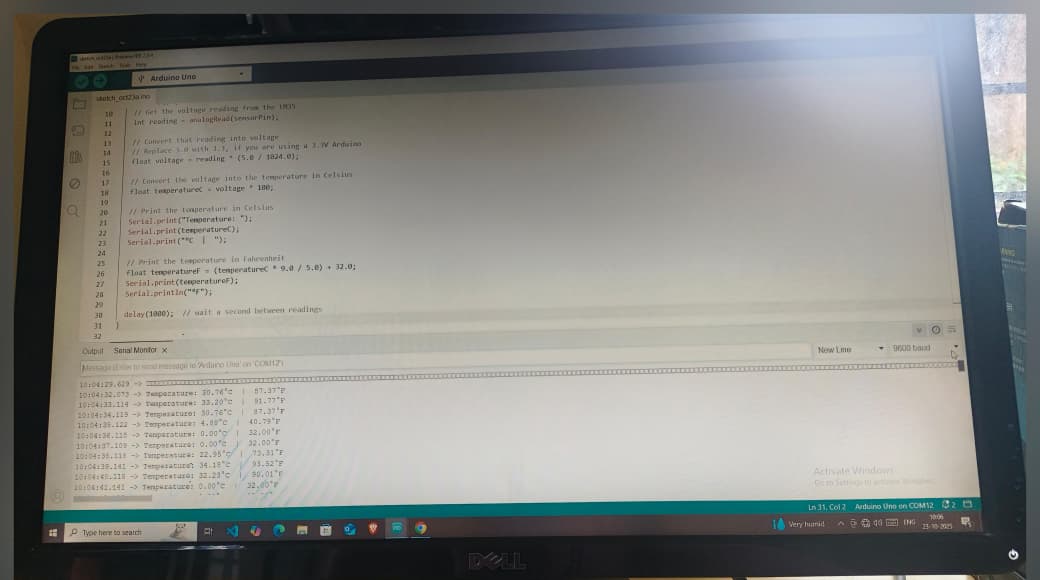 sketch_oct23a | Arduino IDE 2.3.4
File Edit Sketch Tools Help
Arduino Uno
sketch_oct23a.ino
10 // Get the voltage reading from the LM35
11 int reading = analogRead(sensorPin);
12
13 // Convert that reading into voltage
14 // Replace 5.0 with 3.3, if you are using a 3.3V Arduino
15 float voltage = reading * (5.0 / 1024.0);
16
17 // Convert the voltage into the temperature in Celsius
18 float temperatureC = voltage * 100;
19
20 // Print the temperature in Celsius
21 Serial.print("Temperature: ");
22 Serial.print(temperatureC);
23 Serial.print("°C | ");
24
25 // Print the temperature in Fahrenheit
26 float temperatureF = (temperatureC * 9.0 / 5.0) + 32.0;
27 Serial.print(temperatureF);
28 Serial.println("°F");
29
30 delay(1000); // wait a second between readings
31 }
32
Output Serial Monitor x
Message (Enter to send message to 'Arduino Uno' on 'COM12')
New Line
9600 baud
10:04:29.629 ->
10:04:32.073 -> Temperature: 30.76°C | 87.37°F
10:04:33.114 -> Temperature: 33.20°C | 91.77°F
10:04:34.119 -> Temperature: 30.76°C | 87.37°F
10:04:35.122 -> Temperature: 4.88°C | 40.79°F
10:04:36.115 -> Temperature: 0.00°C | 32.00°F
10:04:37.109 -> Temperature: 0.00°C | 32.00°F
10:04:38.118 -> Temperature: 22.95°C | 73.31°F
10:04:39.141 -> Temperature: 34.18°C | 93.52°F
10:04:40.118 -> Temperature: 32.23°C | 90.01°F
10:04:41.141 -> Temperature: 0.00°C | 32.00°F
Activate Windows
Go to Settings to activate Windows.
Ln 31, Col 2 Arduino Uno on COM12 2
Type here to search
Very humid
ENG
10:06
23-10-2025
DELL